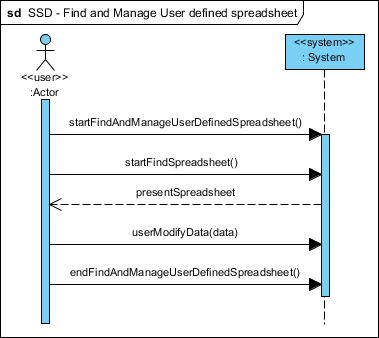 sd SSD - Find and Manage User defined spreadsheet
<<user>>
:Actor
<<system>>
: System
startFindAndManageUserDefinedSpreadsheet()
startFindSpreadsheet()
presentSpreadsheet
userModifyData(data)
endFindAndManageUserDefinedSpreadsheet()